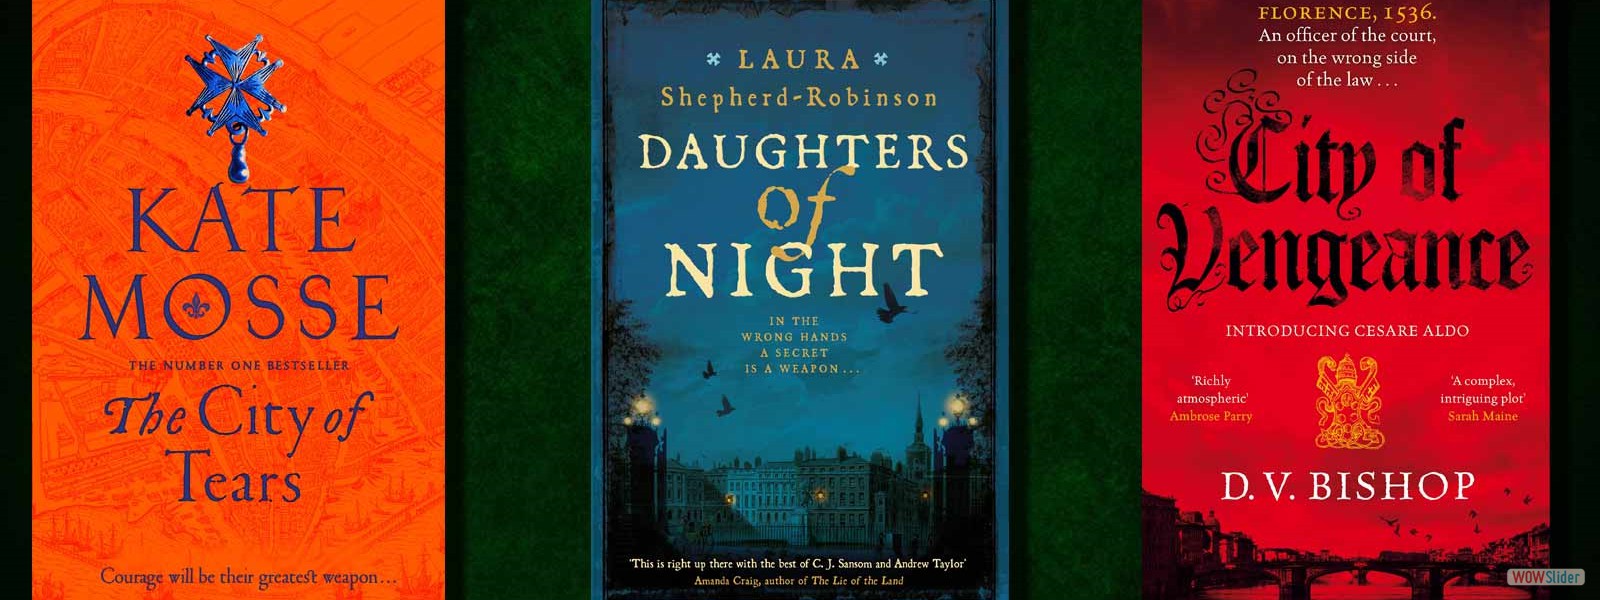 KATE
MOSSE
THE NUMBER ONE BESTSELLER
The City of
Tears
Courage will be their greatest weapon...
LAURA
Shepherd-Robinson
DAUGHTERS
of
NIGHT
IN THE
WRONG HANDS
A SECRET
IS A WEAPON...
'This is right up there with the best of C. J. Sansom and Andrew Taylor'
Amanda Craig, author of The Lie of the Land
FLORENCE, 1536.
An officer of the court,
on the wrong side
of the law...
City of
Vengeance
INTRODUCING CESARE ALDO
'Richly
atmospheric'
Ambrose Parry
'A complex,
intriguing plot'
Sarah Maine
D. V. BISHOP
WOWSlider